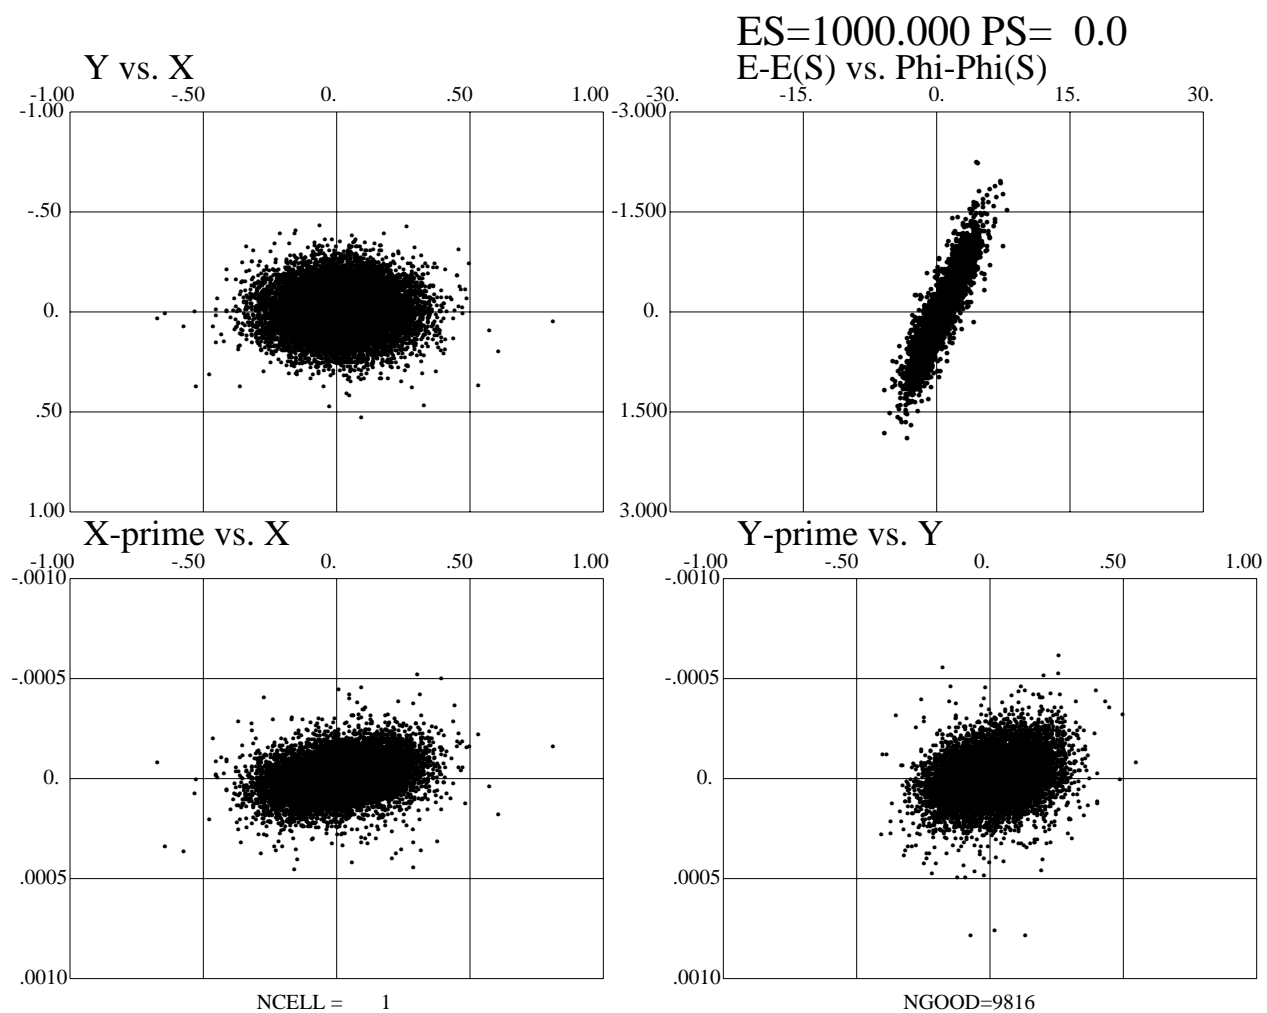 ES=1000.000 PS= 0.0
Y vs. X
E-E(S) vs. Phi-Phi(S)
-1.00 -.50 0. .50 1.00
-30. -15. 0. 15. 30.
-1.00
-.50
0.
.50
1.00
-3.000
-1.500
0.
1.500
3.000
X-prime vs. X
Y-prime vs. Y
-1.00 -.50 0. .50 1.00
-1.00 -.50 0. .50 1.00
-.0010
-.0005
0.
.0005
.0010
-.0010
-.0005
0.
.0005
.0010
NCELL = 1
NGOOD=9816